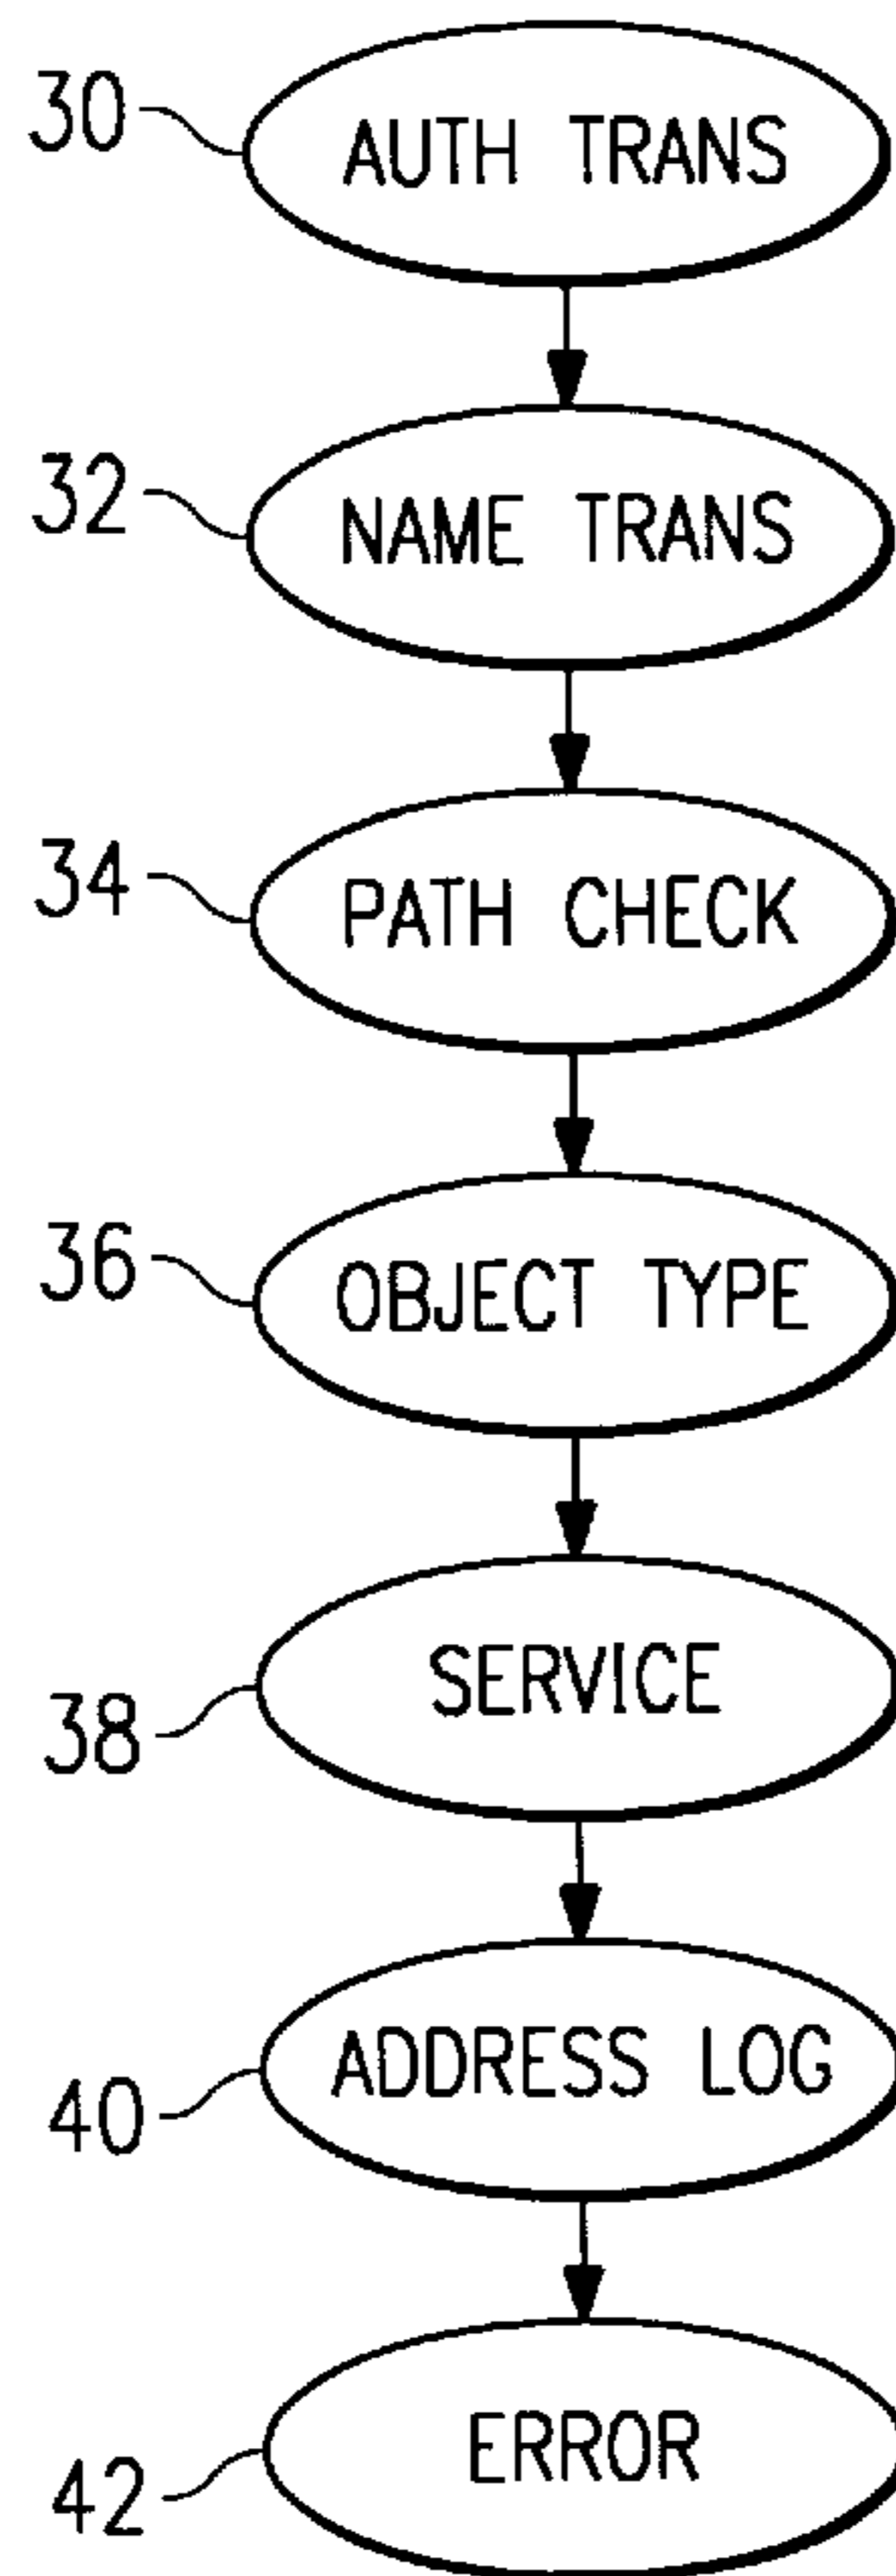 30 AUTH TRANS
32 NAME TRANS
34 PATH CHECK
36 OBJECT TYPE
38 SERVICE
40 ADDRESS LOG
42 ERROR